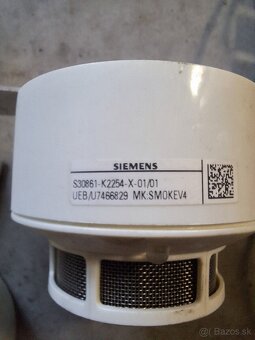 SIEMENS
S30861-K2254-X-01/01
UEB/U7466829 MK:SMOKEV4
Bazos.sk